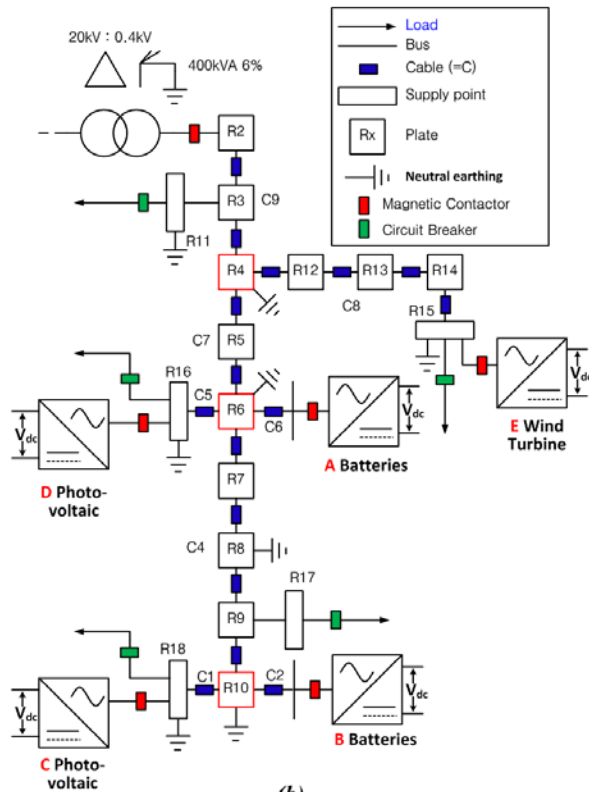 20kV : 0.4kV
400kVA 6%
Load
Bus
Cable (=C)
Supply point
Rx
Plate
Neutral earthing
Magnetic Contactor
Circuit Breaker
R2
R3
C9
R11
R4
R12
R13
R14
C8
R15
C7
R5
R16
C5
R6
C6
Vdc
Vdc
Vdc
E Wind
Turbine
A Batteries
D Photo-
voltaic
R7
C4
R8
R17
R9
R18
C1
R10
C2
Vdc
Vdc
B Batteries
C Photo-
voltaic
(b)